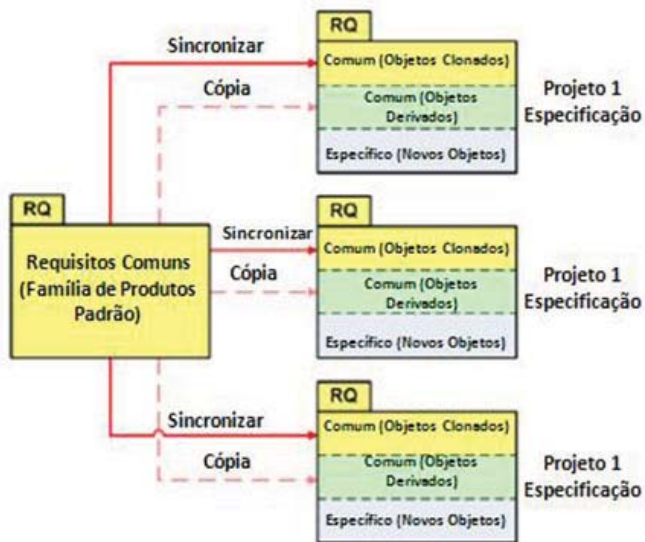 RQ
Sincronizar
Comum (Objetos Clonados)
Cópia
Comum (Objetos
Derivados)
Específico (Novos Objetos)
Projeto 1
Especificação
RQ
Requisitos Comuns
(Família de Produtos
Padrão)
RQ
Sincronizar
Comum (Objetos Clonados)
Cópia
Comum (Objetos
Derivados)
Específico (Novos Objetos)
Projeto 1
Especificação
RQ
Sincronizar
Comum (Objetos Clonados)
Cópia
Comum (Objetos
Derivados)
Específico (Novos Objetos)
Projeto 1
Especificação